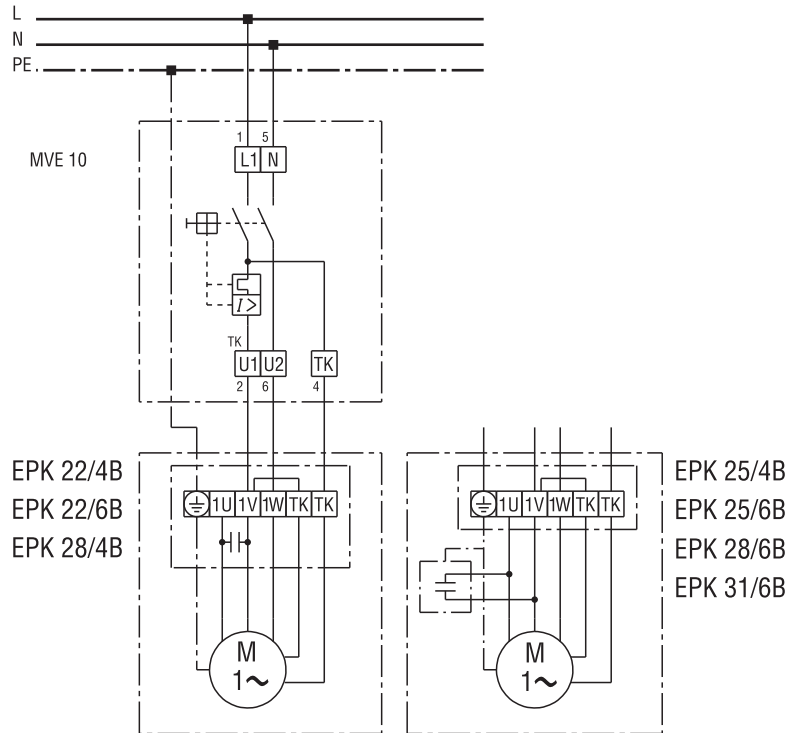 L
N
PE
MVE 10
1 5
L1 N
I>
TK
U1 U2 TK
2 6 4
EPK 22/4B
EPK 22/6B
EPK 28/4B
1U 1V 1W TK TK
M
1~
1U 1V 1W TK TK
M
1~
EPK 25/4B
EPK 25/6B
EPK 28/6B
EPK 31/6B